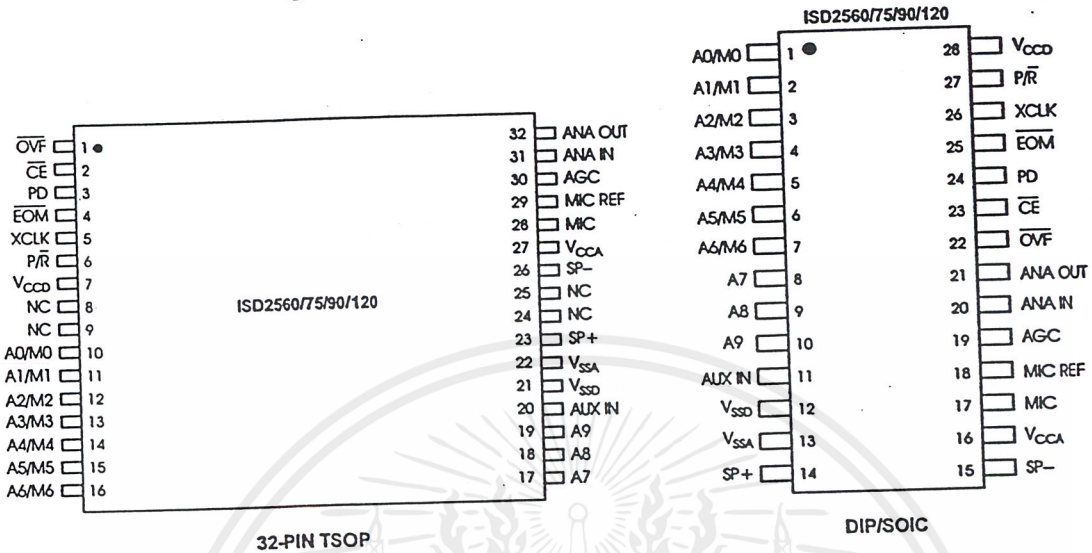 OVF 1
CE 2
PD 3
EOM 4
XCLK 5
P/R 6
VCCD 7
NC 8
NC 9
A0/M0 10
A1/M1 11
A2/M2 12
A3/M3 13
A4/M4 14
A5/M5 15
A6/M6 16
ISD2560/75/90/120
32 ANA OUT
31 ANA IN
30 AGC
29 MIC REF
28 MIC
27 VCCA
26 SP–
25 NC
24 NC
23 SP+
22 VSSA
21 VSSD
20 AUX IN
19 A9
18 A8
17 A7
32-PIN TSOP
ISD2560/75/90/120
A0/M0 1
A1/M1 2
A2/M2 3
A3/M3 4
A4/M4 5
A5/M5 6
A6/M6 7
A7 8
A8 9
A9 10
AUX IN 11
VSSD 12
VSSA 13
SP+ 14
28 VCCD
27 P/R
26 XCLK
25 EOM
24 PD
23 CE
22 OVF
21 ANA OUT
20 ANA IN
19 AGC
18 MIC REF
17 MIC
16 VCCA
15 SP–
DIP/SOIC